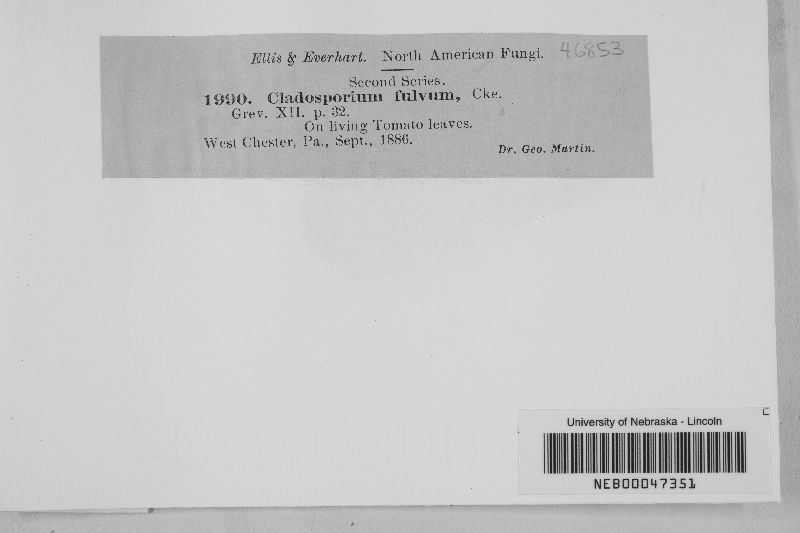 Ellis & Everhart. North American Fungi. 46853
Second Series.
1990. Cladosporium fulvum, Cke.
Grev. XII. p. 32.
On living Tomato leaves.
West Chester, Pa., Sept., 1886.
Dr. Geo. Martin.
University of Nebraska - Lincoln
NEB00047351